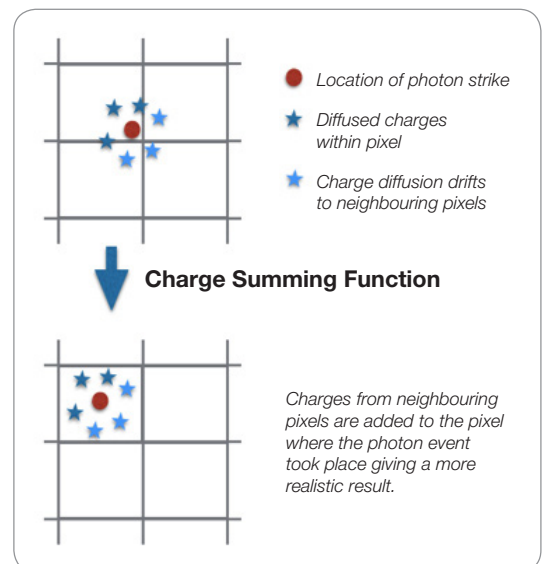 Location of photon strike
Diffused charges
within pixel
Charge diffusion drifts
to neighbouring pixels
Charge Summing Function
Charges from neighbouring
pixels are added to the pixel
where the photon event
took place giving a more
realistic result.